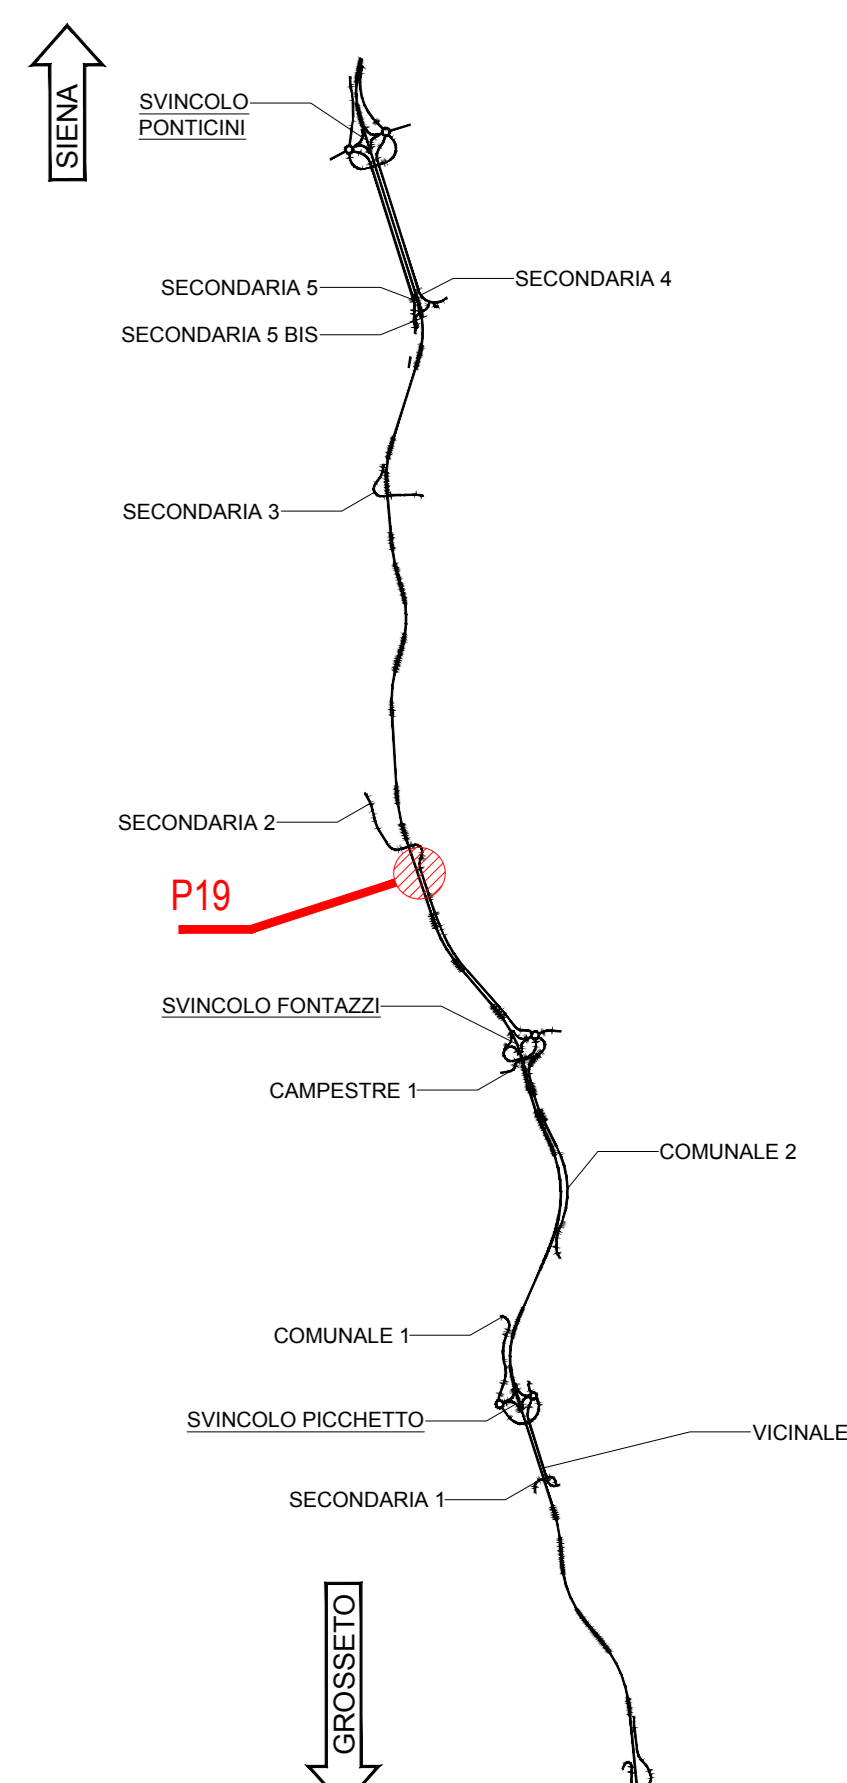 SIENA
SVINCOLO
PONTICINI
SECONDARIA 5
SECONDARIA 4
SECONDARIA 5 BIS
SECONDARIA 3
SECONDARIA 2
P19
SVINCOLO FONTAZZI
CAMPESTRE 1
COMUNALE 2
COMUNALE 1
SVINCOLO PICCHETTO
VICINALE
SECONDARIA 1
GROSSETO